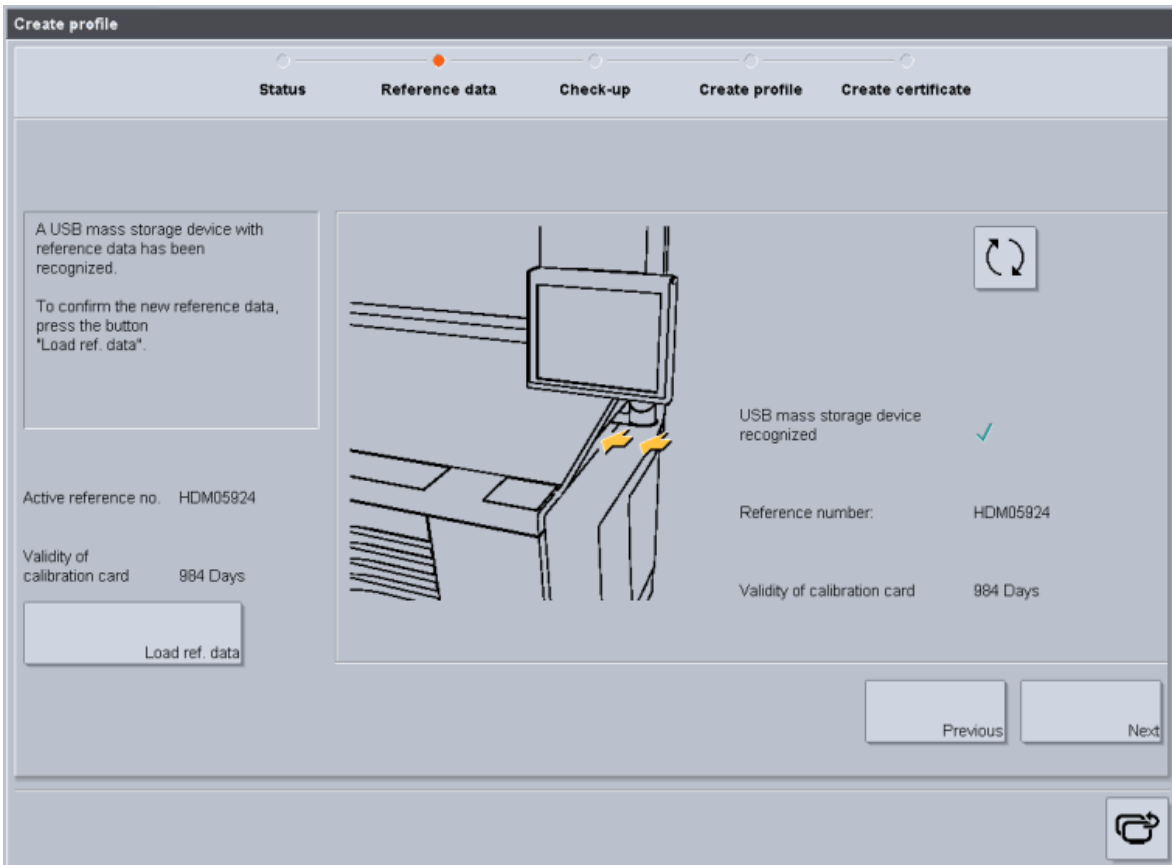 Create profile
Status
Reference data
Check-up
Create profile
Create certificate
A USB mass storage device with
reference data has been
recognized.
To confirm the new reference data,
press the button
"Load ref. data".
Active reference no. HDM05924
Validity of
calibration card 984 Days
Load ref. data
USB mass storage device
recognized
Reference number: HDM05924
Validity of calibration card 984 Days
Previous
Next